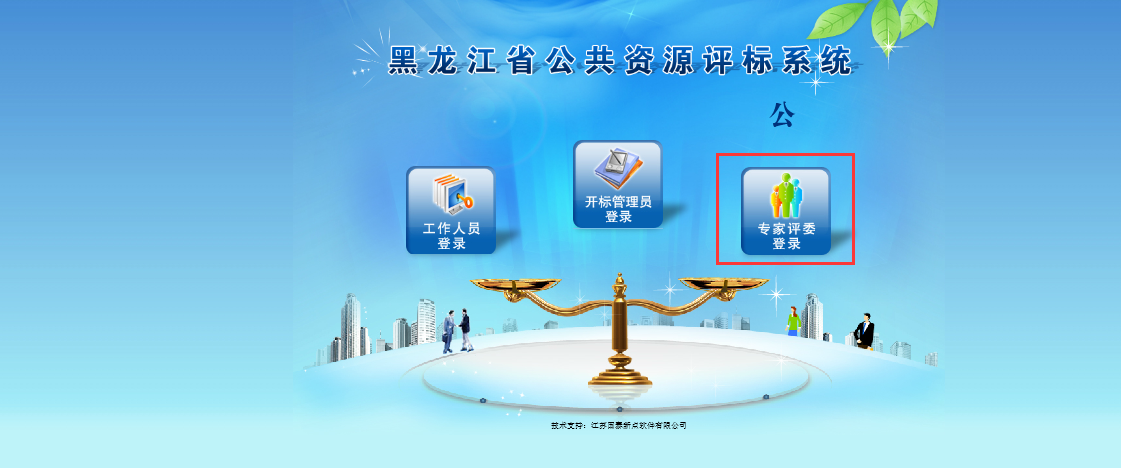 黑龙江省公共资源评标系统
公
开标管理员
登录
工作人员
登录
专家评委
登录
技术支持：江苏国泰新点软件有限公司